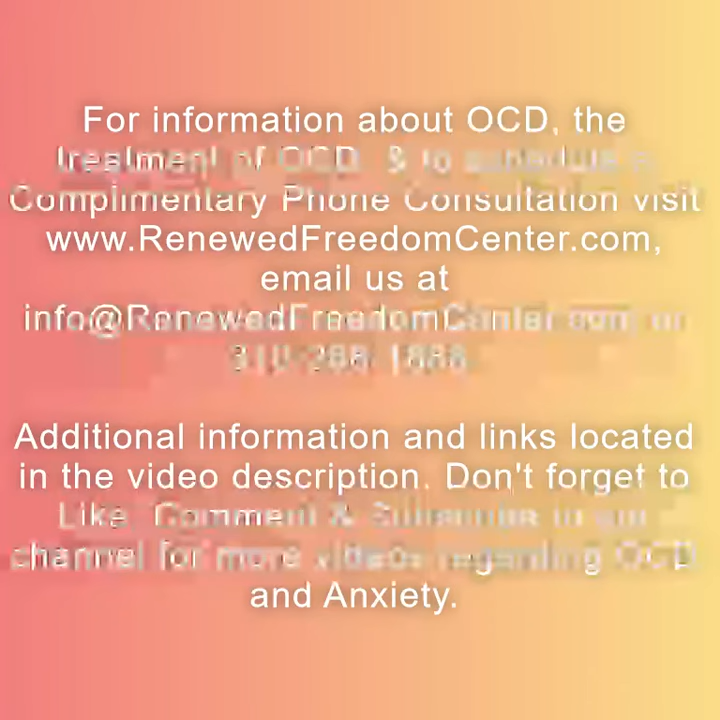 For information about OCD, the
treatment of OCD, & to schedule a
Complimentary Phone Consultation visit
www.RenewedFreedomCenter.com,
email us at
info@RenewedFreedomCenter.com or
Additional information and links located
in the video description. Don't forget to
Like, Comment & Subscribe to our
channel for more videos regarding OCD
and Anxiety.